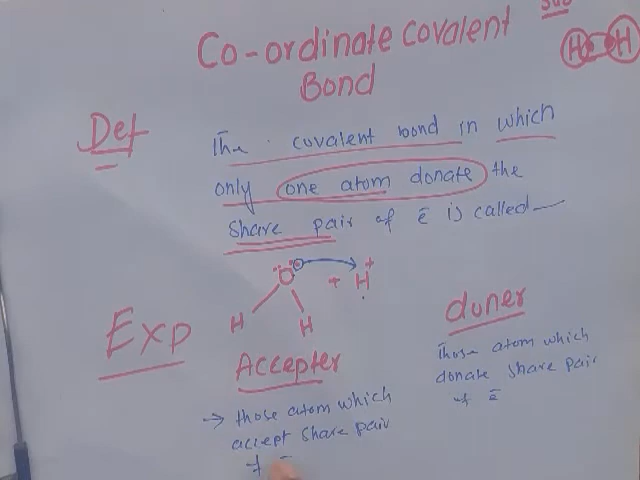 Co-ordinate Covalent
Bond
H H
Def
The covalent bond in which
only one atom donate the
share pair of ē is called
O + H+
H H
Exp
Accepter
→ those atom which
accept share pair
of
doner
Those atom which
donate share pair
of ē